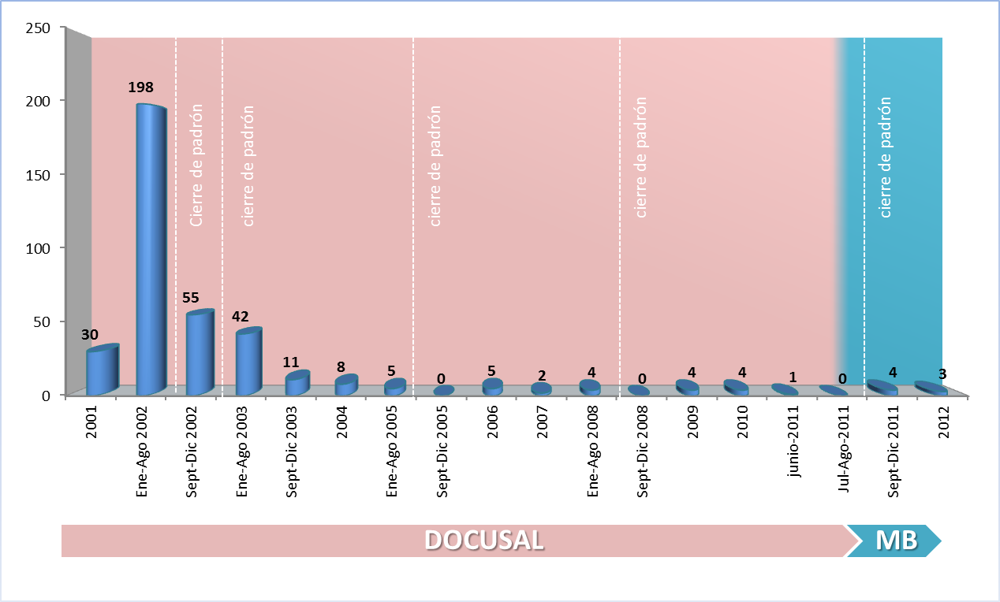 250
200
150
100
50
0
30
198
55
42
11
8
5
0
5
2
4
0
4
4
1
0
4
3
Cierre de padrón
cierre de padrón
cierre de padrón
cierre de padrón
cierre de padrón
2001
Ene-Ago 2002
Sept-Dic 2002
Ene-Ago 2003
Sept-Dic 2003
2004
Ene-Ago 2005
Sept-Dic 2005
2006
2007
Ene-Ago 2008
Sept-Dic 2008
2009
2010
junio-2011
Jul-Ago-2011
Sept-Dic 2011
2012
DOCUSAL
MB